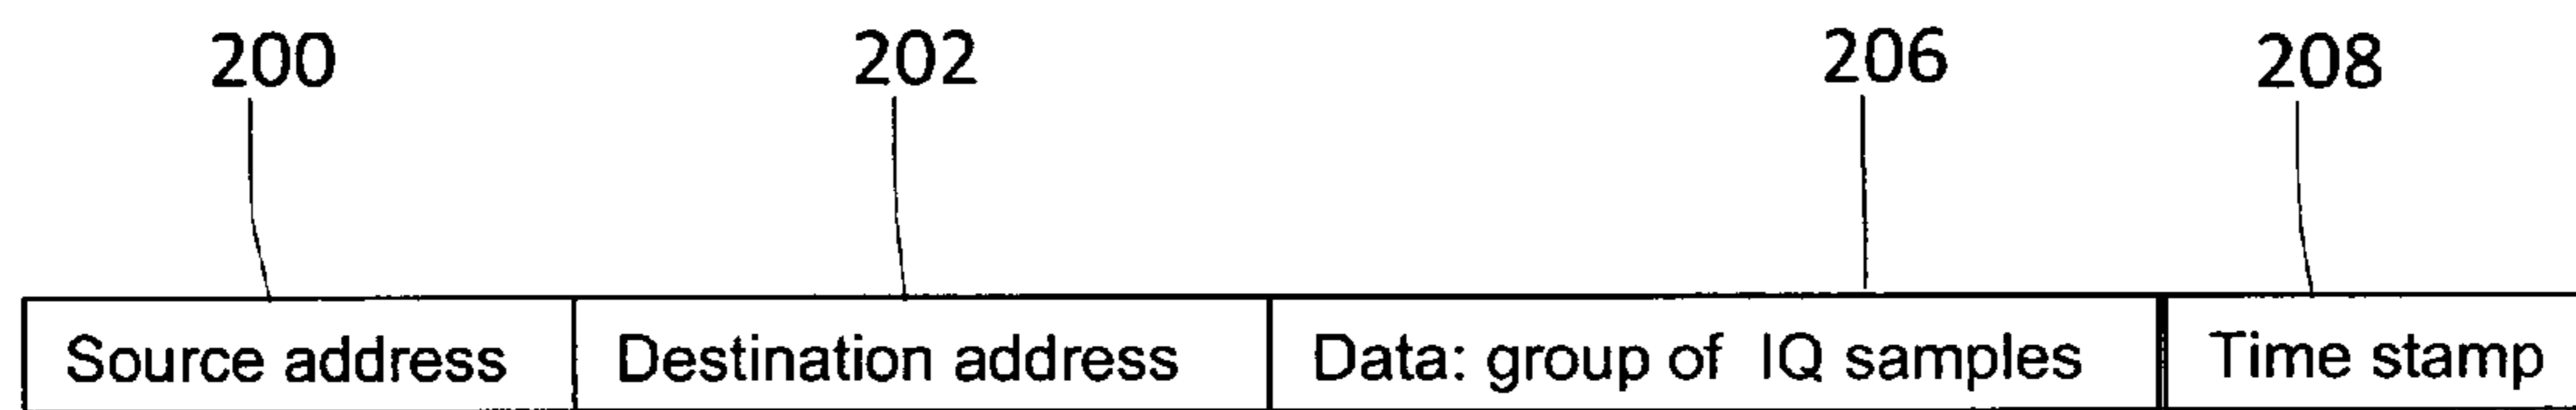 200 202 206 208
Source address Destination address Data: group of IQ samples Time stamp